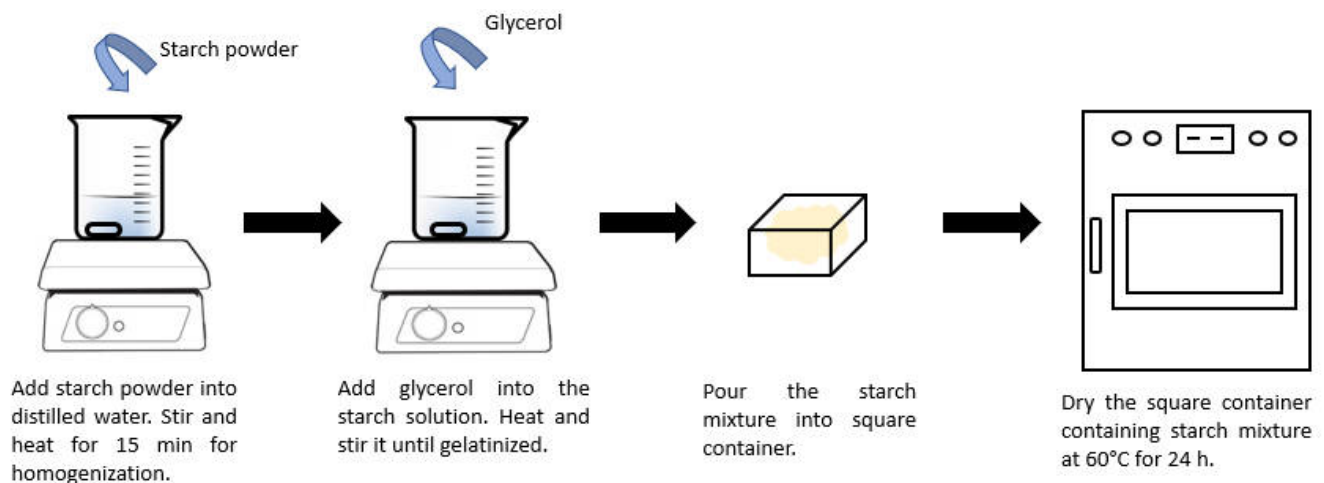 Starch powder
Glycerol
Add starch powder into
distilled water. Stir and
heat for 15 min for
homogenization.
Add glycerol into the
starch solution. Heat and
stir it until gelatinized.
Pour the starch
mixture into square
container.
Dry the square container
containing starch mixture
at 60°C for 24 h.